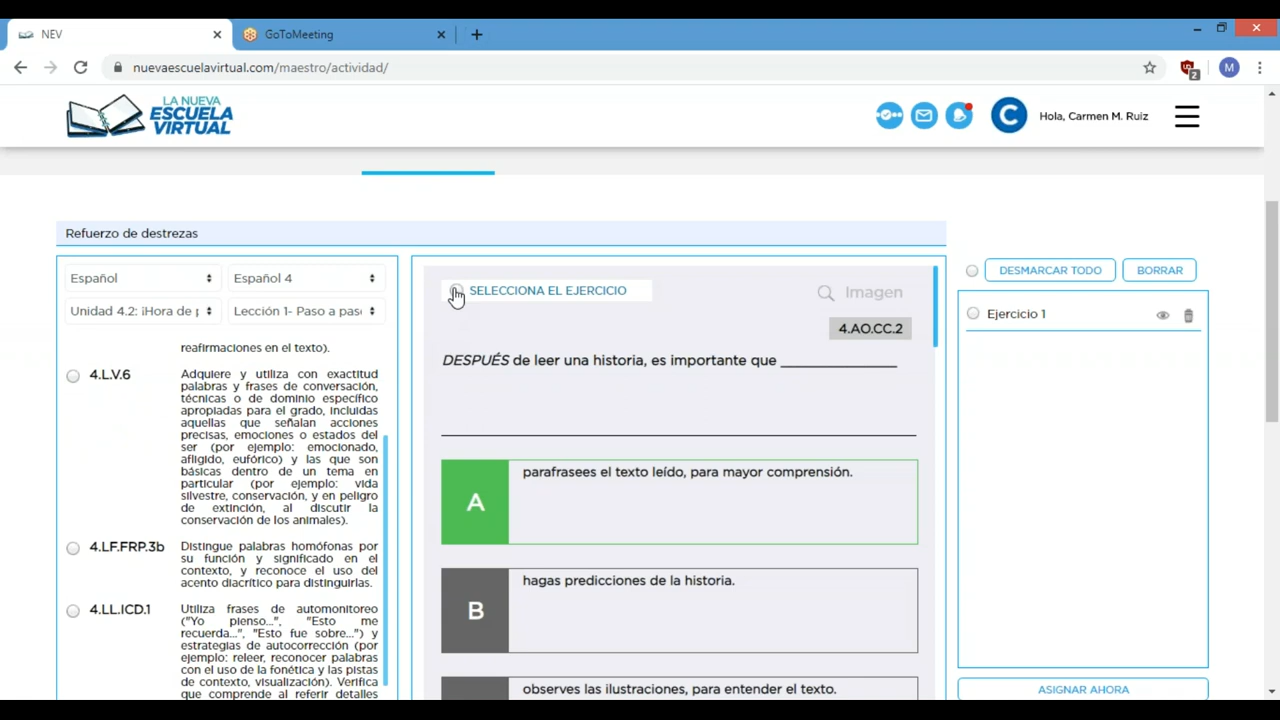 NEV
GoToMeeting
nuevaescuelavirtual.com/maestro/actividad/
M
2
LA NUEVA
ESCUELA
VIRTUAL
C
Hola, Carmen M. Ruiz
Refuerzo de destrezas
Español
Español 4
Unidad 4.2: ¡Hora de
Lección 1- Paso a pas
reafirmaciones en el texto).
4.L.V.6
Adquiere y utiliza con exactitud
palabras y frases de conversación,
técnicas o de dominio específico
apropiadas para el grado, incluidas
aquellas que señalan acciones
precisas, emociones o estados del
ser (por ejemplo: emocionado,
afligido, eufórico) y las que son
básicas dentro de un tema en
particular (por ejemplo: vida
silvestre, conservación, y en peligro
de extinción, al discutir la
conservación de los animales).
4.LF.FRP.3b
Distingue palabras homófonas por
su función y significado en el
contexto, y reconoce el uso del
acento diacrítico para distinguirlas.
4.LL.ICD.1
Utiliza frases de automonitoreo
("Yo pienso...", "Esto me
recuerda...", "Esto fue sobre...") y
estrategias de autocorrección (por
ejemplo: releer, reconocer palabras
con el uso de la fonética y las pistas
de contexto, visualización). Verifica
que comprende al referir detalles
SELECCIONA EL EJERCICIO
Imagen
4.AO.CC.2
DESPUÉS de leer una historia, es importante que _______________
A
parafrasees el texto leído, para mayor comprensión.
B
hagas predicciones de la historia.
observes las ilustraciones, para entender el texto.
DESMARCAR TODO
BORRAR
Ejercicio 1
ASIGNAR AHORA